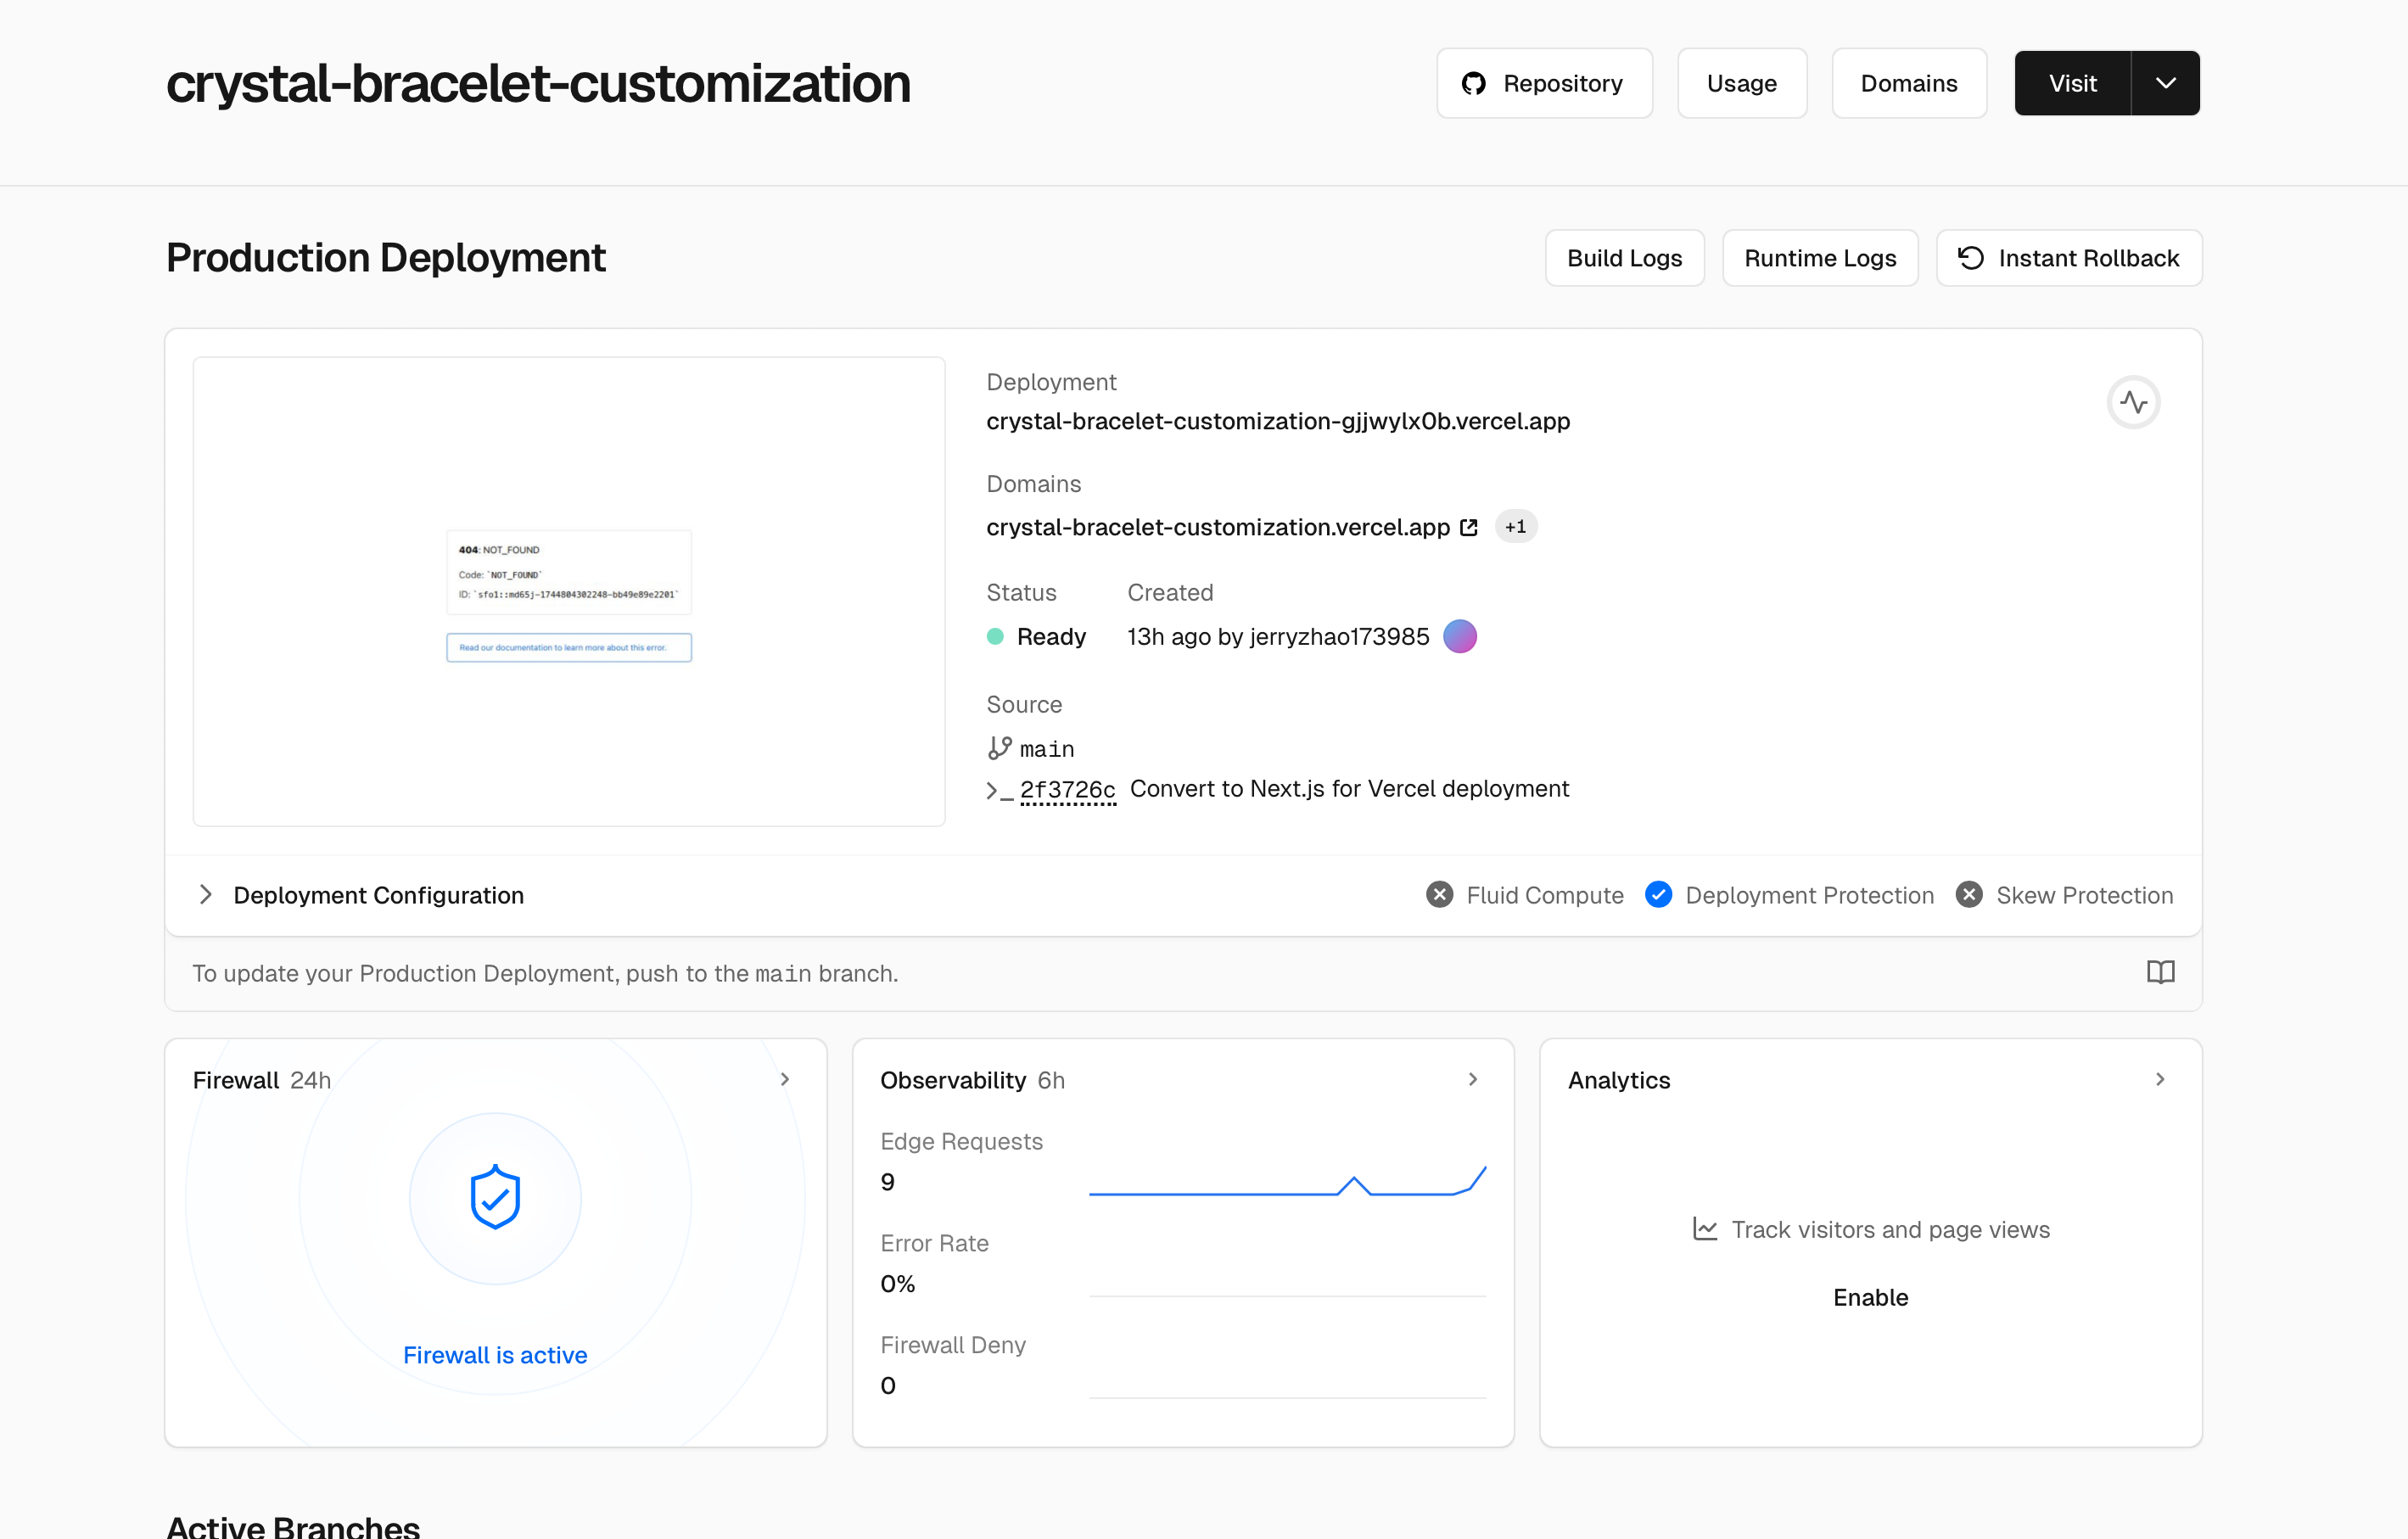 crystal-bracelet-customization
Repository
Usage
Domains
Visit
Production Deployment
Build Logs
Runtime Logs
Instant Rollback
404: NOT_FOUND
Code: `NOT_FOUND`
ID: `sfo1::md65j-1744804302248-bb49e89e2201`
Read our documentation to learn more about this error.
Deployment
crystal-bracelet-customization-gjjwylx0b.vercel.app
Domains
crystal-bracelet-customization.vercel.app +1
Status Created
Ready 13h ago by jerryzhao173985
Source
main
2f3726c Convert to Next.js for Vercel deployment
Deployment Configuration
Fluid Compute
Deployment Protection
Skew Protection
To update your Production Deployment, push to the main branch.
Firewall 24h
Firewall is active
Observability 6h
Edge Requests
9
Error Rate
0%
Firewall Deny
0
Analytics
Track visitors and page views
Enable
Active Branches